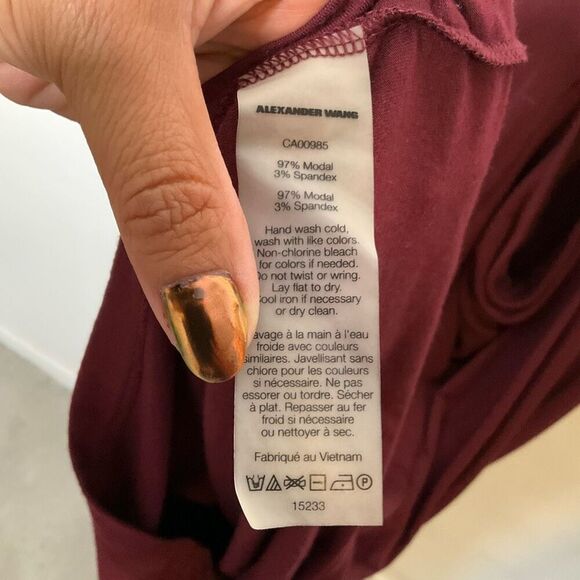 ALEXANDER WANG
CA00985
97% Modal
3% Spandex
97% Modal
3% Spandex
Hand wash cold,
wash with like colors.
Non-chlorine bleach
for colors if needed.
Do not twist or wring.
Lay flat to dry.
Cool iron if necessary
or dry clean.
avage à la main à l'eau
froide avec couleurs
similaires. Javellisant sans
chlore pour les couleurs
si nécessaire. Ne pas
essorer ou tordre. Sécher
à plat. Repasser au fer
froid si nécessaire
ou nettoyer à sec.
Fabriqué au Vietnam
15233